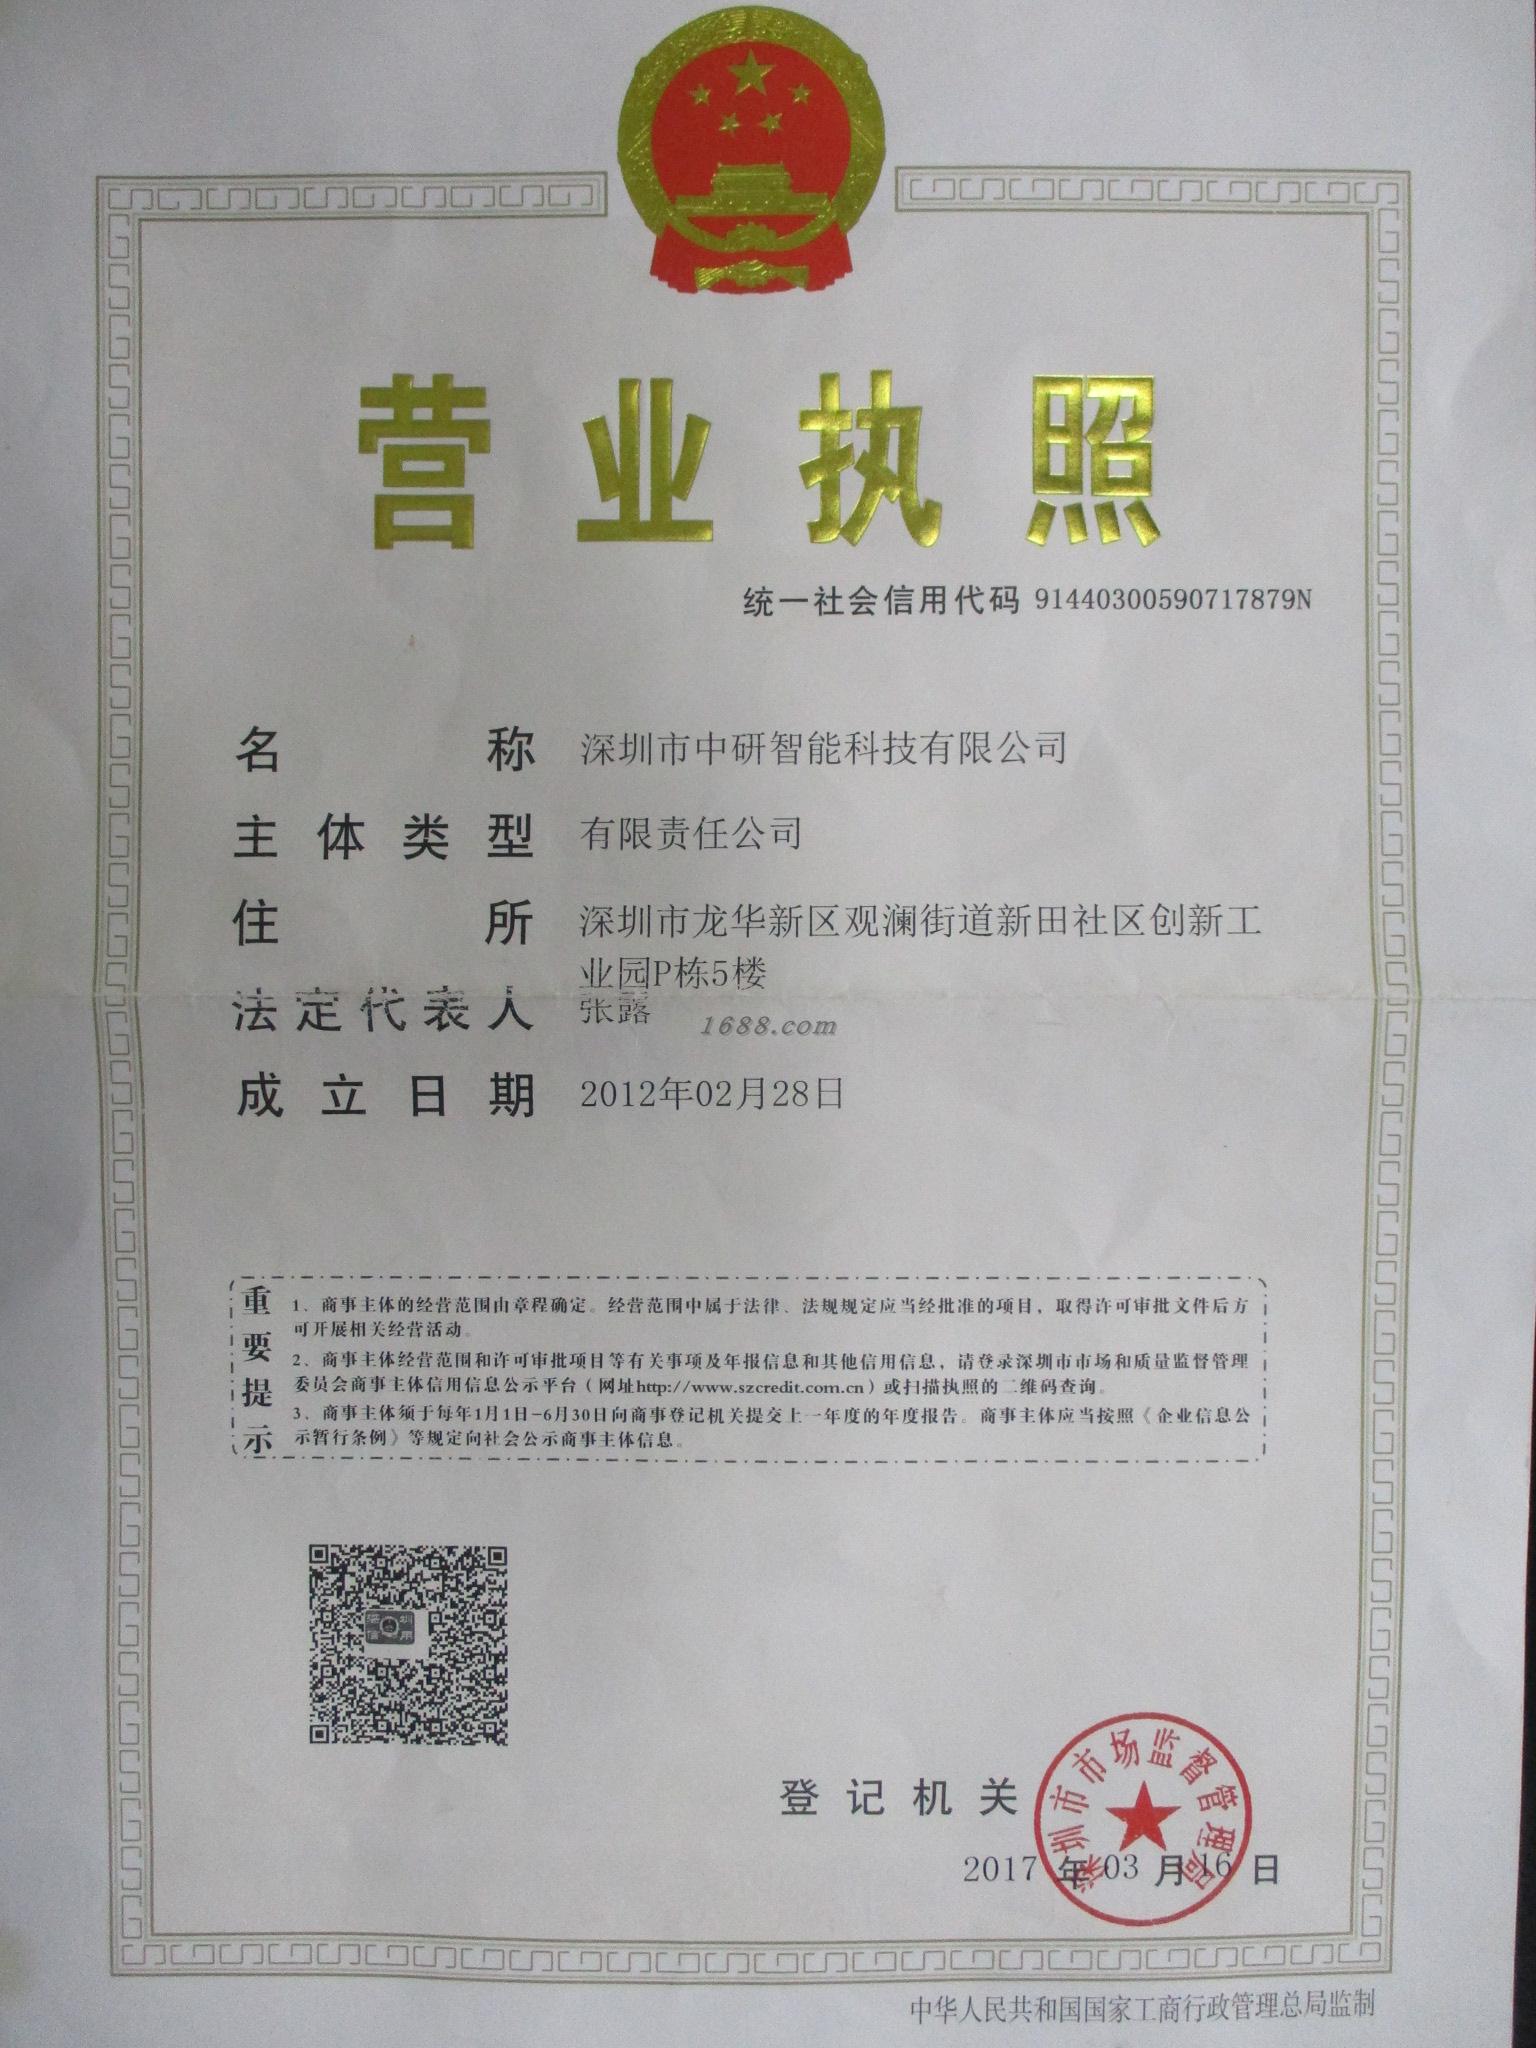 营业执照
统一社会信用代码 91440300590717879N
名称 深圳市中研智能科技有限公司
主体类型 有限责任公司
住所 深圳市龙华新区观澜街道新田社区创新工
业园P栋5楼
法定代表人 张露
1688.com
成立日期 2012年02月28日
重要提示
1、商事主体的经营范围由章程确定。经营范围中属于法律、法规规定应当经批准的项目，取得许可审批文件后方
可开展相关经营活动。
2、商事主体经营范围和许可审批项目等有关事项及年报信息和其他信用信息，请登录深圳市市场和质量监督管理
委员会商事主体信用信息公示平台（网址http://www.szcredit.com.cn）或扫描执照的二维码查询。
3、商事主体须于每年1月1日-6月30日向商事登记机关提交上一年度的年度报告。商事主体应当按照《企业信息公
示暂行条例》等规定向社会公示商事主体信息。
深圳信用
登记机关
深圳市市场监督管理局
2017年03月16日
中华人民共和国国家工商行政管理总局监制